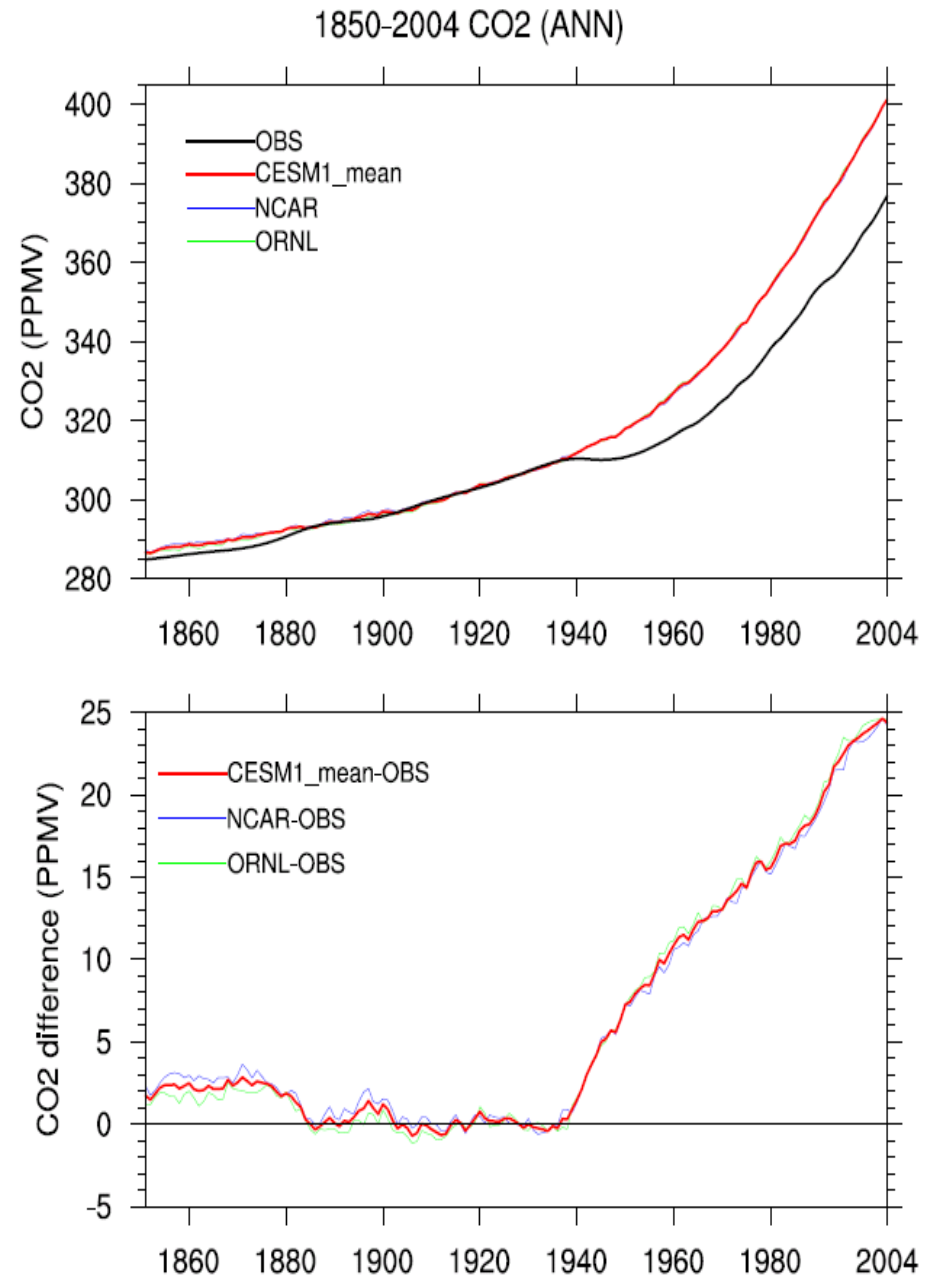 1850-2004 CO2 (ANN)
400
380
360
340
320
300
280
CO2 (PPMV)
OBS
CESM1_mean
NCAR
ORNL
1860 1880 1900 1920 1940 1960 1980 2004
25
20
15
10
5
0
-5
CO2 difference (PPMV)
CESM1_mean-OBS
NCAR-OBS
ORNL-OBS
1860 1880 1900 1920 1940 1960 1980 2004